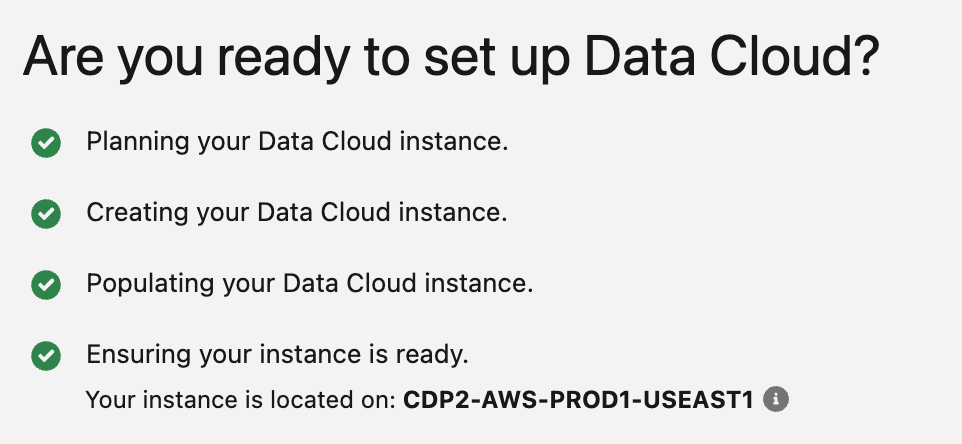 Are you ready to set up Data Cloud?
Planning your Data Cloud instance.
Creating your Data Cloud instance.
Populating your Data Cloud instance.
Ensuring your instance is ready.
Your instance is located on: CDP2-AWS-PROD1-USEAST1